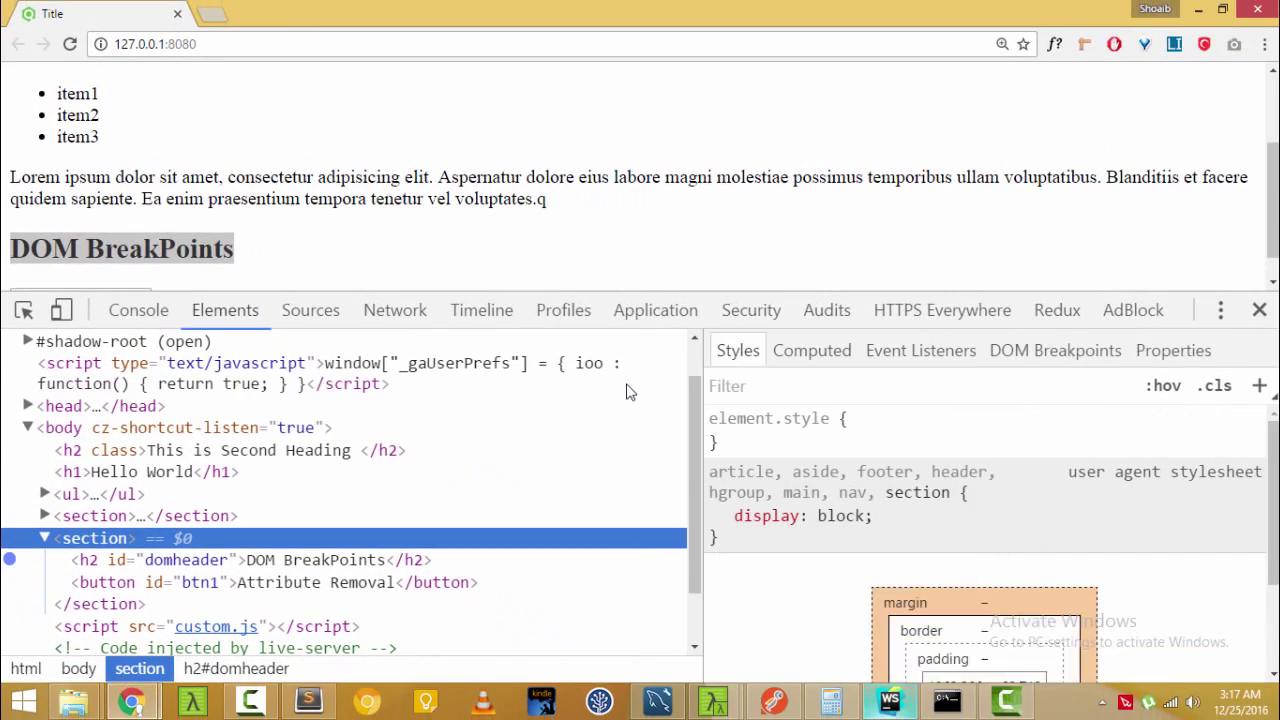 Title
Shoaib
127.0.0.1:8080
f?
item1
item2
item3
Lorem ipsum dolor sit amet, consectetur adipisicing elit. Aspernatur dolore eius labore magni molestiae possimus temporibus ullam voluptatibus. Blanditiis et facere
quidem sapiente. Ea enim praesentium tempora tenetur vel voluptates.q
DOM BreakPoints
Console Elements Sources Network Timeline Profiles Application Security Audits HTTPS Everywhere Redux AdBlock
#shadow-root (open)
<script type="text/javascript">window["_gaUserPrefs"] = { ioo :
function() { return true; } }</script>
<head>…</head>
<body cz-shortcut-listen="true">
<h2 class>This is Second Heading </h2>
<h1>Hello World</h1>
<ul>…</ul>
<section>…</section>
<section> == $0
<h2 id="domheader">DOM BreakPoints</h2>
<button id="btn1">Attribute Removal</button>
</section>
<script src="custom.js"></script>
<!-- Code injected by live-server -->
html body section h2#domheader
Styles Computed Event Listeners DOM Breakpoints Properties
Filter :hov .cls +
element.style {
}
article, aside, footer, header, user agent stylesheet
hgroup, main, nav, section {
display: block;
}
margin –
border –
padding –
Activate Windows
Go to PC settings to activate Windows.
kindle
WS
3:17 AM
12/25/2016